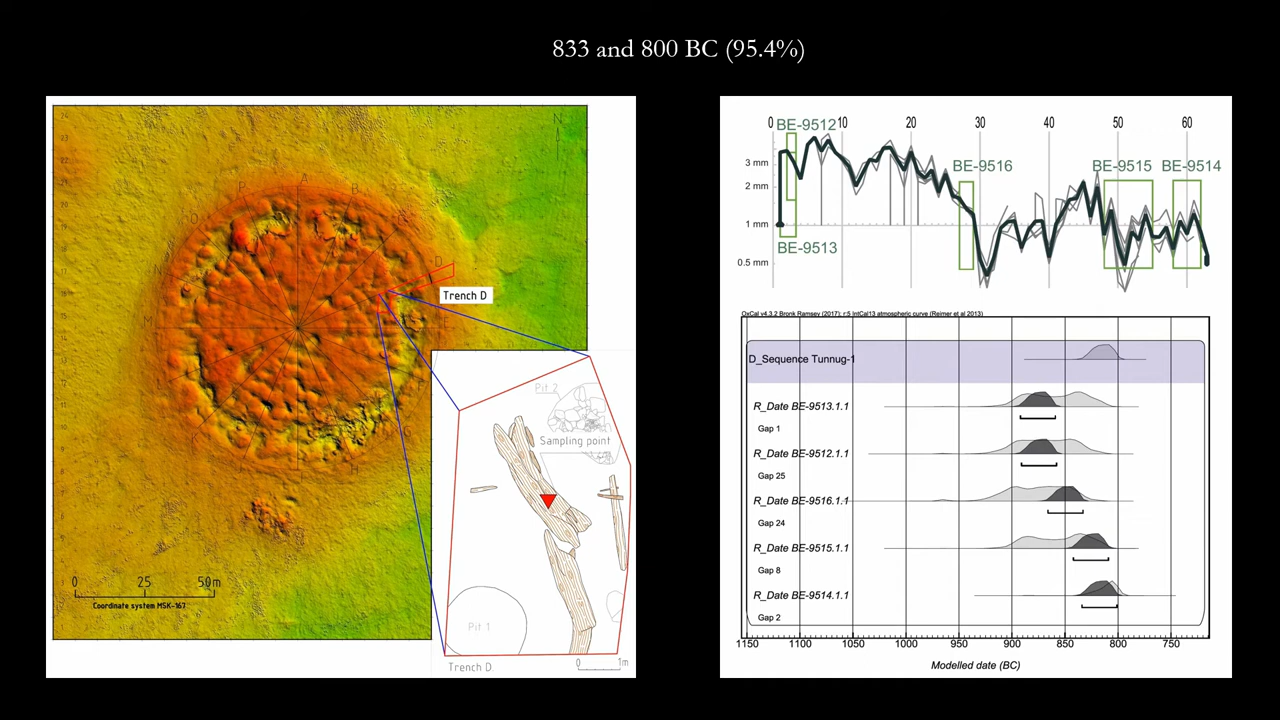 833 and 800 BC (95.4%)
N
A
B
P
O
D
N
M
K
H
Trench D
0 25 50m
Coordinate system MSK-167
Pit 2
Sampling point
Pit 1
Trench D
0 1m
0 10 20 30 40 50 60
BE-9512
BE-9516 BE-9515 BE-9514
3 mm
2 mm
1 mm
BE-9513
0.5 mm
OxCal v4.3.2 Bronk Ramsey (2017); r:5 IntCal13 atmospheric curve (Reimer et al 2013)
D_Sequence Tunnug-1
R_Date BE-9513.1.1
Gap 1
R_Date BE-9512.1.1
Gap 25
R_Date BE-9516.1.1
Gap 24
R_Date BE-9515.1.1
Gap 8
R_Date BE-9514.1.1
Gap 2
1150 1100 1050 1000 950 900 850 800 750
Modelled date (BC)